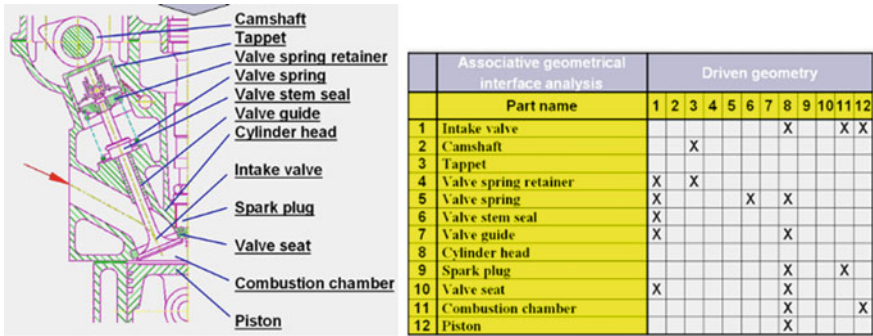 Camshaft
Tappet
Valve spring retainer
Valve spring
Valve stem seal
Valve guide
Cylinder head
Intake valve
Spark plug
Valve seat
Combustion chamber
Piston
Associative geometrical interface analysis Driven geometry
Part name 1 2 3 4 5 6 7 8 9 10 11 12
1 Intake valve X X X
2 Camshaft X
3 Tappet
4 Valve spring retainer X X
5 Valve spring X X X
6 Valve stem seal X
7 Valve guide X X
8 Cylinder head
9 Spark plug X X
10 Valve seat X X
11 Combustion chamber X X
12 Piston X